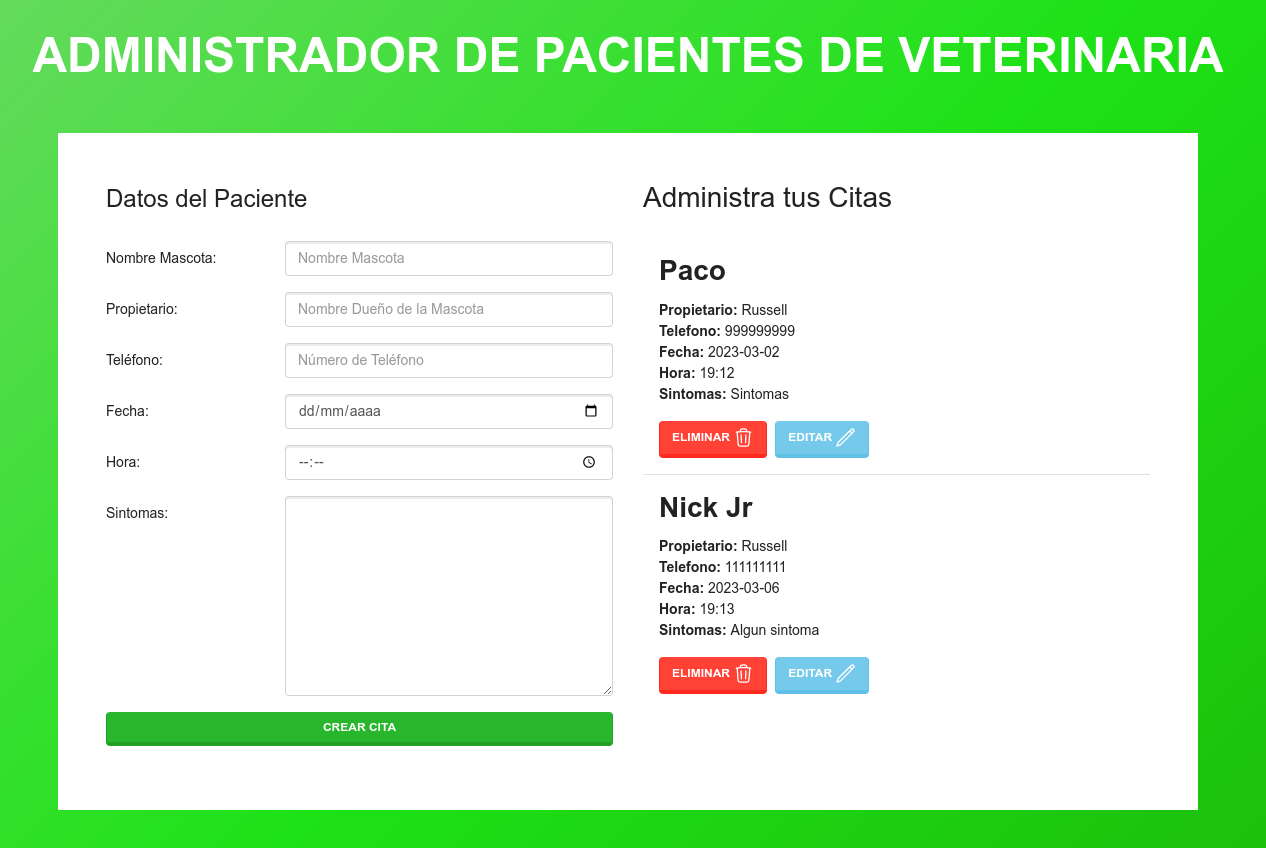 ADMINISTRADOR DE PACIENTES DE VETERINARIA
Datos del Paciente
Nombre Mascota:
Nombre Mascota
Propietario:
Nombre Dueño de la Mascota
Teléfono:
Número de Teléfono
Fecha:
dd/mm/aaaa
Hora:
--:--
Sintomas:
CREAR CITA
Administra tus Citas
Paco
Propietario: Russell
Telefono: 999999999
Fecha: 2023-03-02
Hora: 19:12
Sintomas: Sintomas
ELIMINAR
EDITAR
Nick Jr
Propietario: Russell
Telefono: 111111111
Fecha: 2023-03-06
Hora: 19:13
Sintomas: Algun sintoma
ELIMINAR
EDITAR